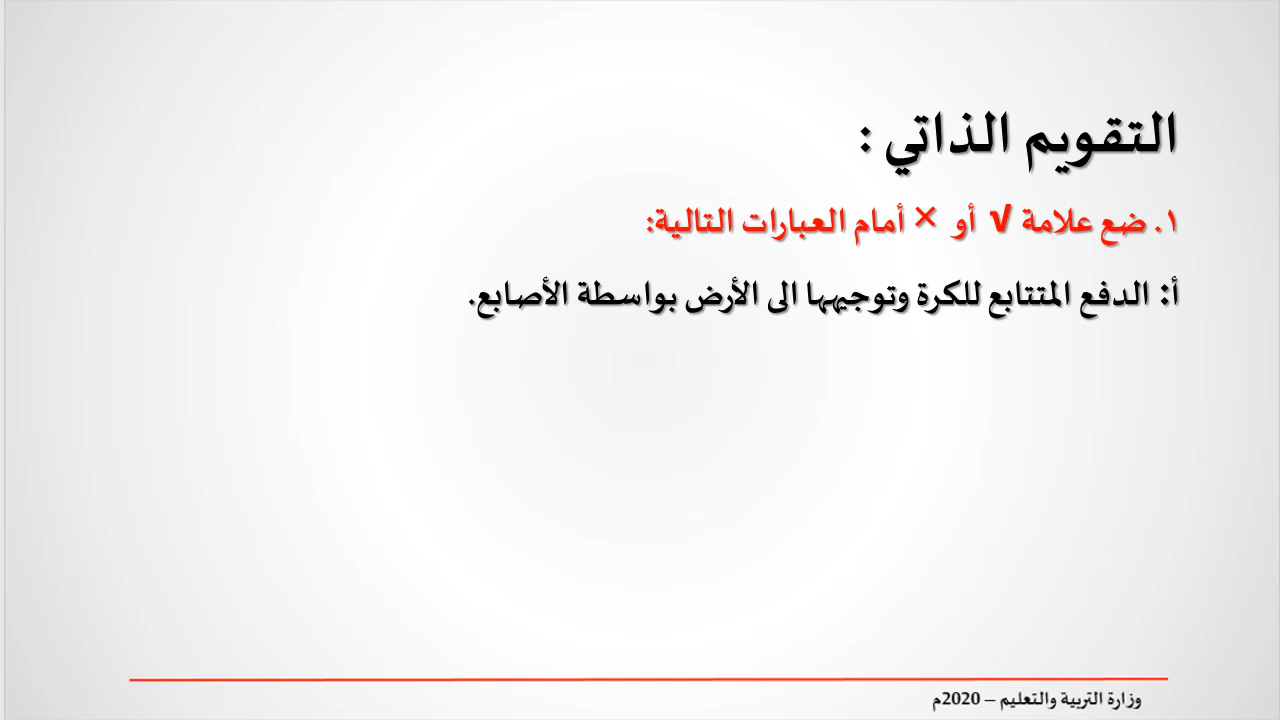 التقويم الذاتي :
١. ضع علامة √ أو × أمام العبارات التالية:
أ: الدفع المتتابع للكرة وتوجيهها الى الأرض بواسطة الأصابع.
وزارة التربية والتعليم – 2020م